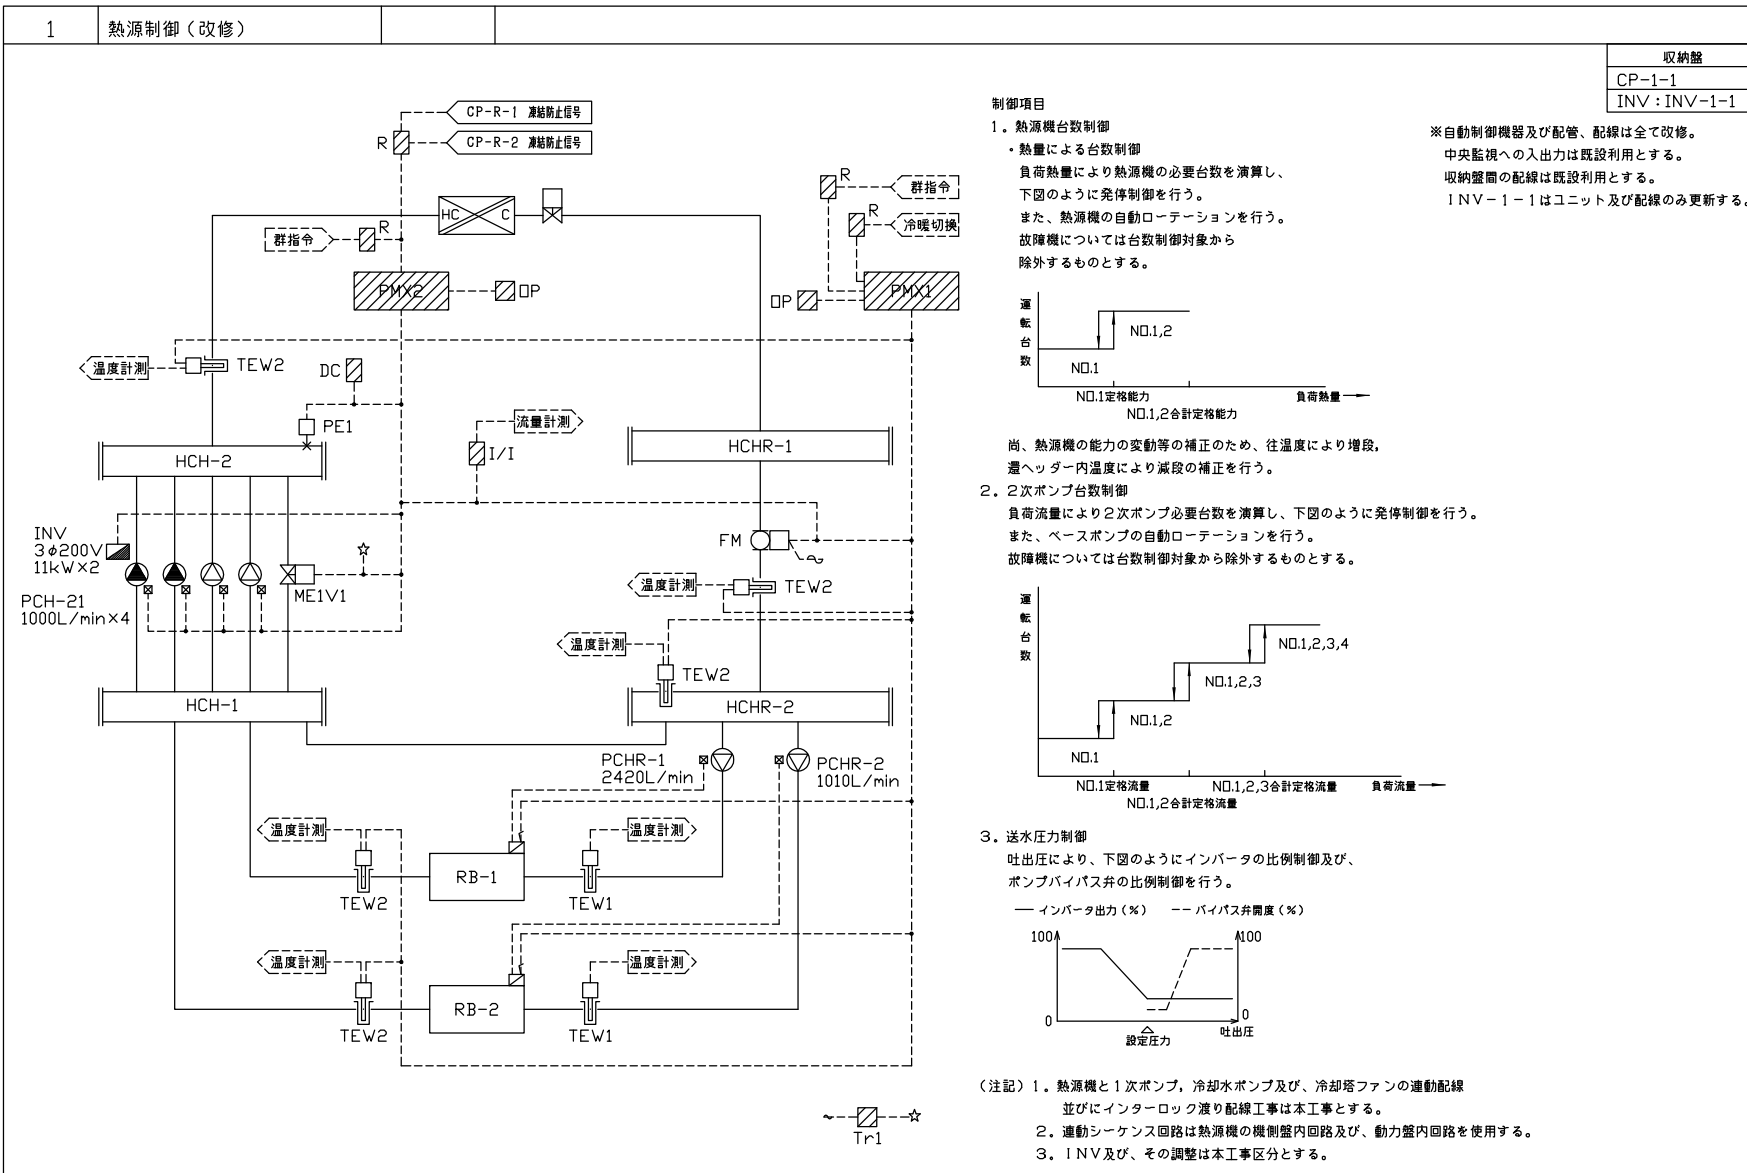 1
熱源制御（改修）
収納盤
CP-1-1
INV：INV-1-1
※自動制御機器及び配管、配線は全て改修。
中央監視への入出力は既設利用とする。
収納盤間の配線は既設利用とする。
INV－1－1はユニット及び配線のみ更新する。
CP-R-1 凍結防止信号
R
CP-R-2 凍結防止信号
HC
C
R
群指令
R
冷暖切換
群指令
R
PMX2
OP
OP
PMX1
温度計測
TEW2
DC
PE1
流量計測
I/I
HCH-2
HCHR-1
INV
3φ200V
11kW×2
FM
ME1V1
PCH-21
1000L/min×4
温度計測
TEW2
温度計測
TEW2
HCH-1
HCHR-2
PCHR-1
2420L/min
PCHR-2
1010L/min
温度計測
温度計測
RB-1
TEW2
TEW1
温度計測
温度計測
RB-2
TEW2
TEW1
Tr1
制御項目
1。熱源機台数制御
・熱量による台数制御
負荷熱量により熱源機の必要台数を演算し、
下図のように発停制御を行う。
また、熱源機の自動ローテーションを行う。
故障機については台数制御対象から
除外するものとする。
運転台数
NO.1,2
NO.1
NO.1定格能力
負荷熱量
NO.1,2合計定格能力
尚、熱源機の能力の変動等の補正のため、往温度により増段，
還ヘッダー内温度により減段の補正を行う。
2。2次ポンプ台数制御
負荷流量により2次ポンプ必要台数を演算し、下図のように発停制御を行う。
また、ベースポンプの自動ローテーションを行う。
故障機については台数制御対象から除外するものとする。
運転台数
NO.1,2,3,4
NO.1,2,3
NO.1,2
NO.1
NO.1定格流量
NO.1,2,3合計定格流量
負荷流量
NO.1,2合計定格流量
3。送水圧力制御
吐出圧により、下図のようにインバータの比例制御及び、
ポンプバイパス弁の比例制御を行う。
インバータ出力（％）
バイパス弁開度（％）
100
100
0
0
設定圧力
吐出圧
（注記）1。熱源機と1次ポンプ，冷却水ポンプ及び、冷却塔ファンの連動配線
並びにインターロック渡り配線工事は本工事とする。
2。連動シーケンス回路は熱源機の機側盤内回路及び、動力盤内回路を使用する。
3。INV及び、その調整は本工事区分とする。